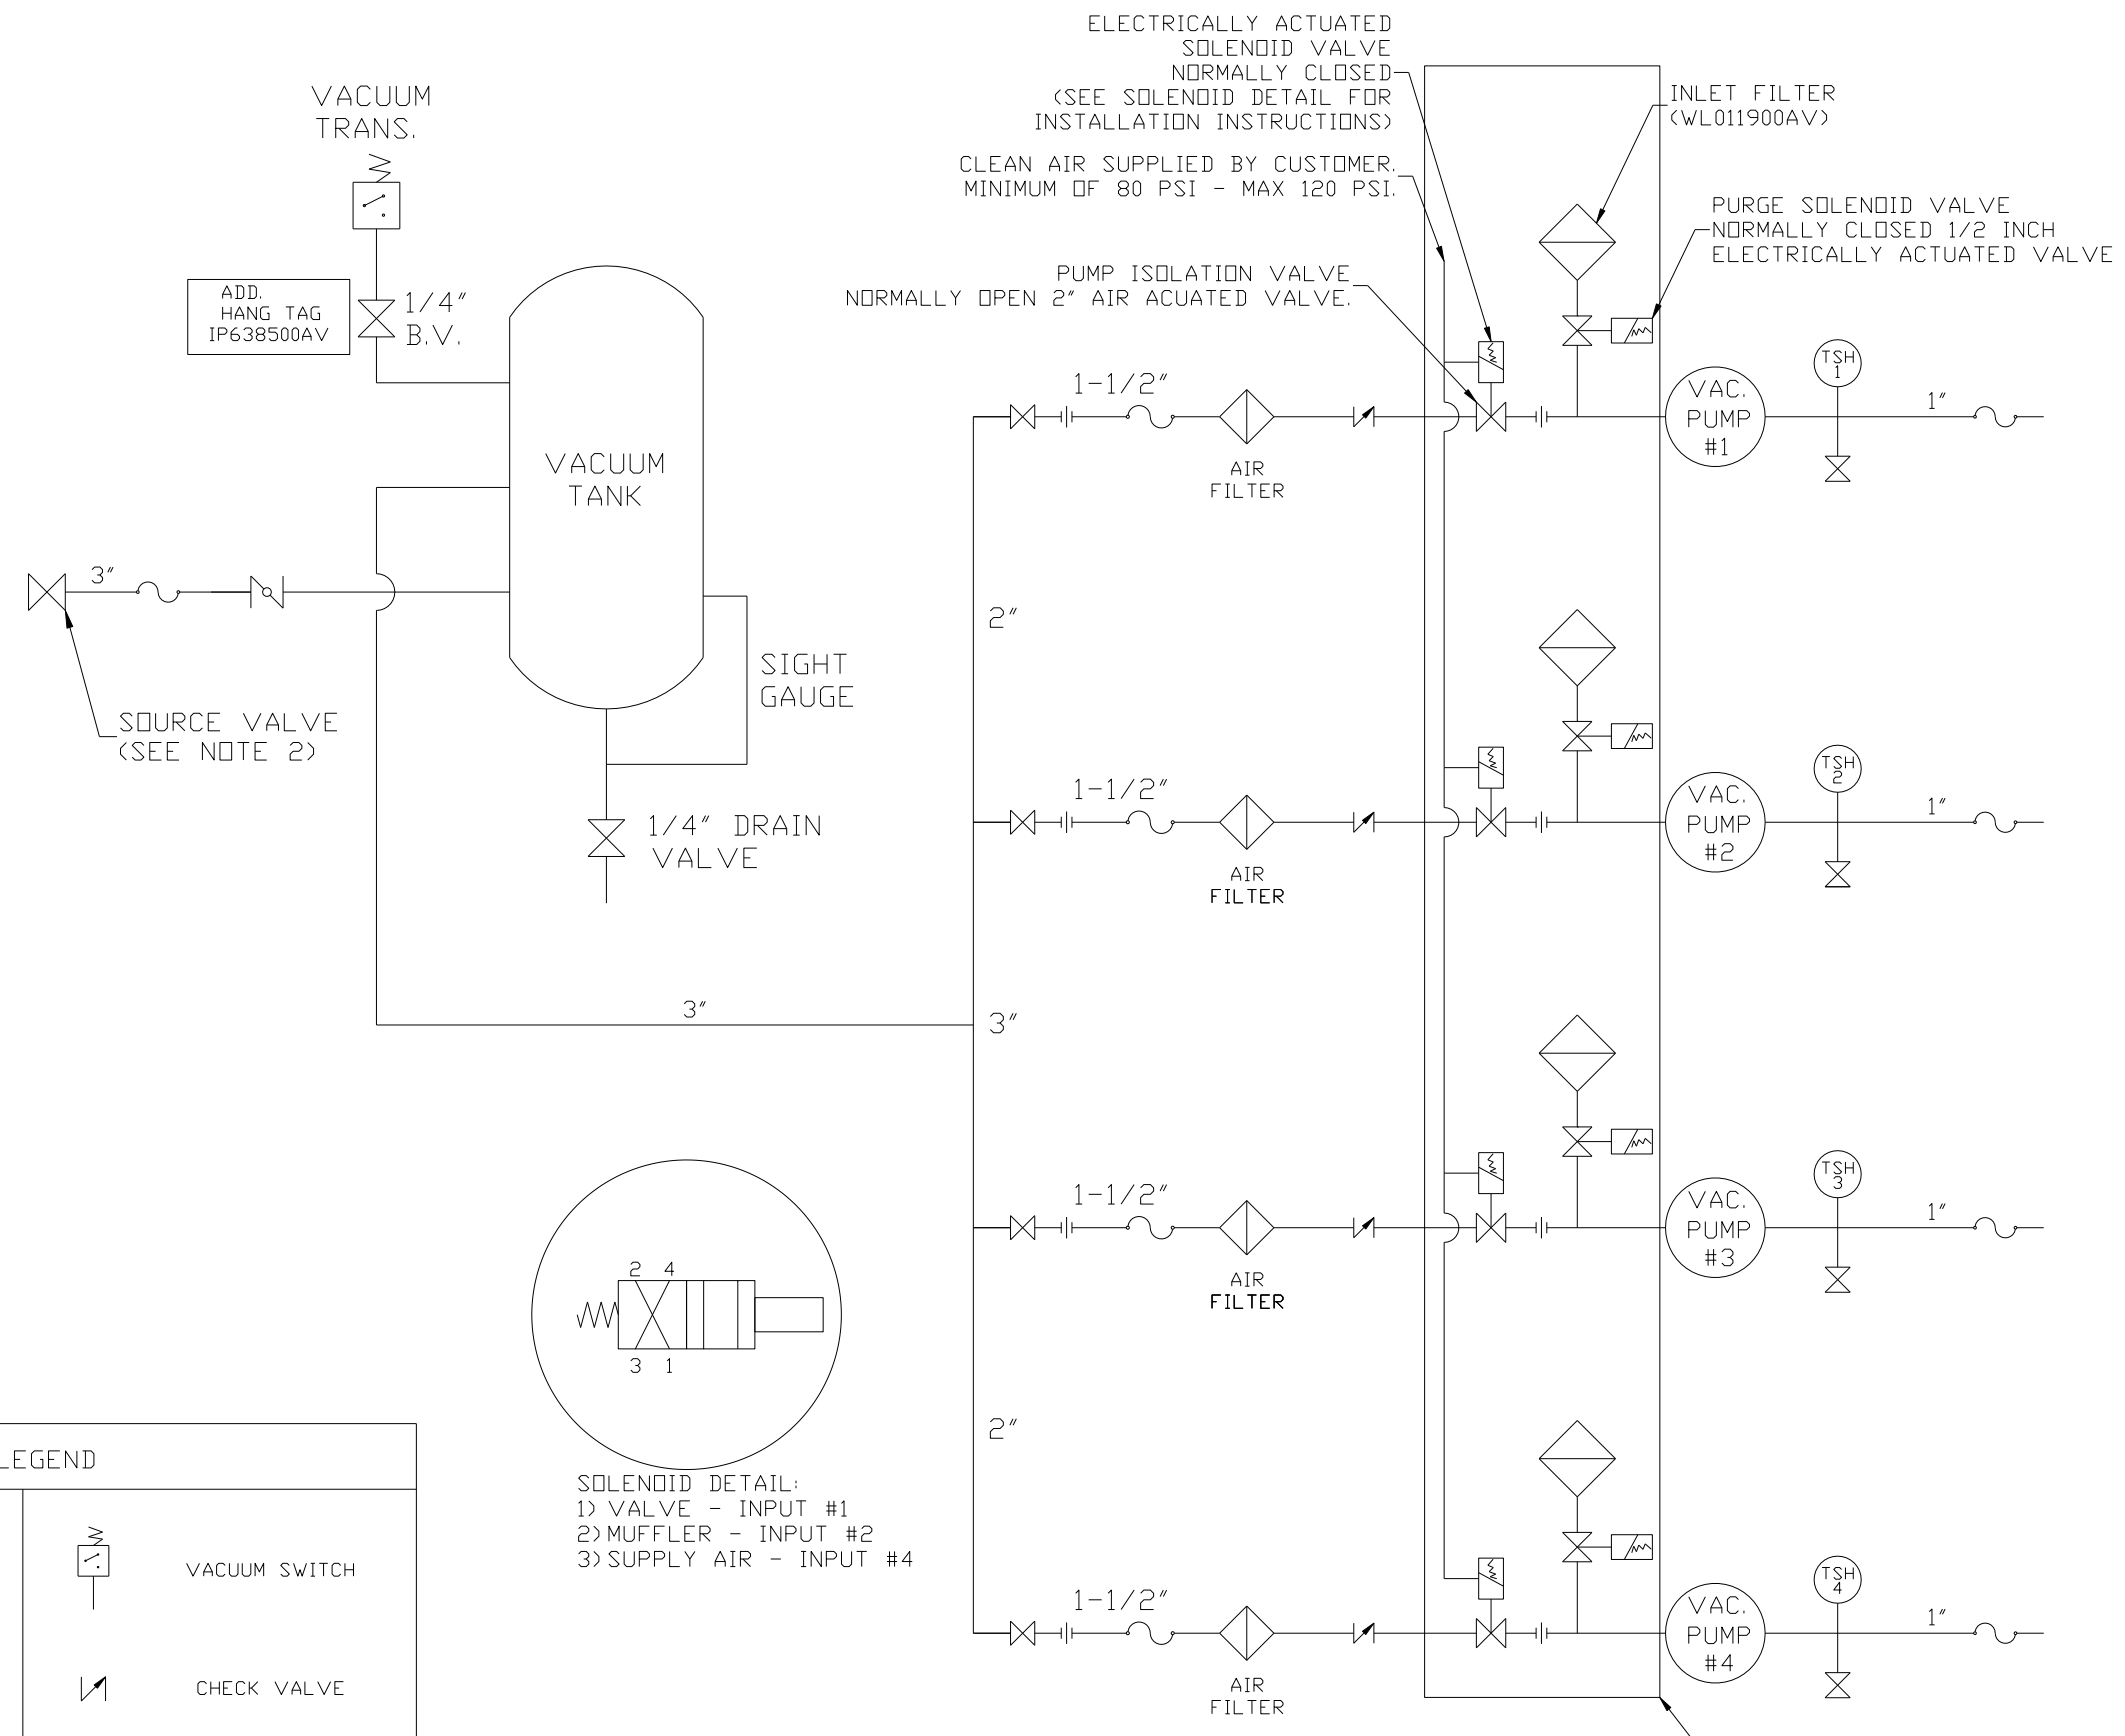 ELECTRICALLY ACTUATED
SOLENOID VALVE
NORMALLY CLOSED
(SEE SOLENOID DETAIL FOR
INSTALLATION INSTRUCTIONS)
CLEAN AIR SUPPLIED BY CUSTOMER.
MINIMUM OF 80 PSI - MAX 120 PSI.
PUMP ISOLATION VALVE
NORMALLY OPEN 2" AIR ACUATED VALVE.
INLET FILTER
(WL011900AV)
PURGE SOLENOID VALVE
NORMALLY CLOSED 1/2 INCH
ELECTRICALLY ACTUATED VALVE
VACUUM
TRANS.
ADD.
HANG TAG
IP638500AV
1/4"
B.V.
VACUUM
TANK
3"
SOURCE VALVE
(SEE NOTE 2)
SIGHT
GAUGE
1/4" DRAIN
VALVE
3"
2"
3"
2"
1-1/2"
AIR
FILTER
VAC.
PUMP
#1
TSH
1
1"
1-1/2"
AIR
FILTER
VAC.
PUMP
#2
TSH
2
1"
1-1/2"
AIR
FILTER
VAC.
PUMP
#3
TSH
3
1"
1-1/2"
AIR
FILTER
VAC.
PUMP
#4
TSH
4
1"
2 4
3 1
SOLENOID DETAIL:
1) VALVE - INPUT #1
2) MUFFLER - INPUT #2
3) SUPPLY AIR - INPUT #4
LEGEND
VACUUM SWITCH
CHECK VALVE